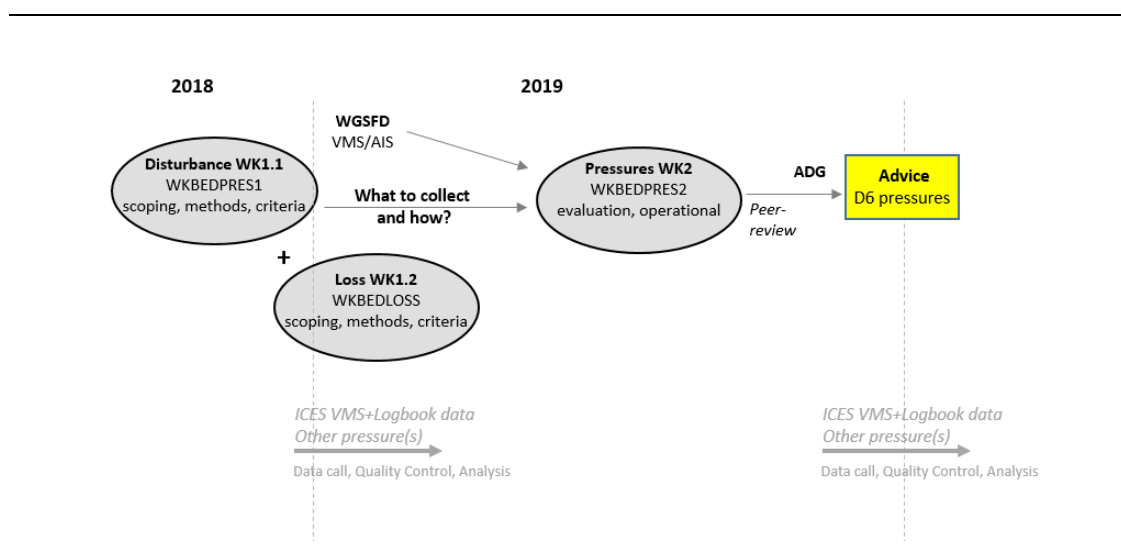 2018
2019
WGSFD
VMS/AIS
Disturbance WK1.1
WKBEDPRES1
scoping, methods, criteria
What to collect
and how?
Pressures WK2
WKBEDPRES2
evaluation, operational
ADG
Peer-
review
Advice
D6 pressures
+
Loss WK1.2
WKBEDLOSS
scoping, methods, criteria
ICES VMS+Logbook data
Other pressure(s)
Data call, Quality Control, Analysis
ICES VMS+Logbook data
Other pressure(s)
Data call, Quality Control, Analysis